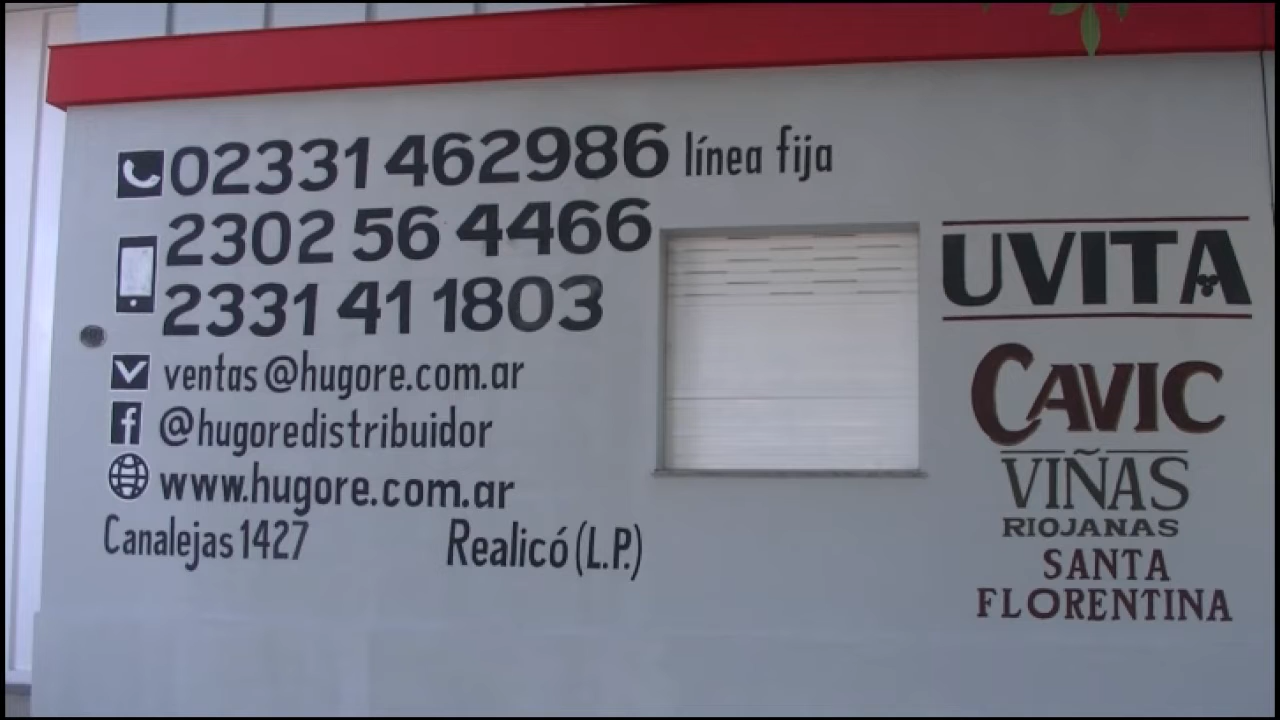 02331 462986 línea fija
2302 56 4466
2331 41 1803
ventas@hugore.com.ar
@hugoredistribuidor
www.hugore.com.ar
Canalejas 1427 Realicó (L.P.)
UVITA
CAVIC
VIÑAS
RIOJANAS
SANTA
FLORENTINA